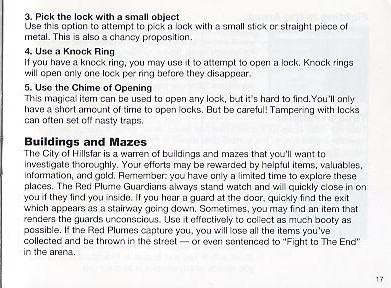 3. Pick the lock with a small object
Use this option to attempt to pick a lock with a small stick or straight piece of
metal. This is also a chancy proposition.
4. Use a Knock Ring
If you have a knock ring, you may use it to attempt to open a lock. Knock rings
will open only one lock per ring before they disappear.
5. Use the Chime of Opening
This magical item can be used to open any lock, but it's hard to find.You'll only
have a short amount of time to open locks. But be careful! Tampering with locks
can often set off nasty traps.
Buildings and Mazes
The City of Hillsfar is a warren of buildings and mazes that you'll want to
investigate thoroughly. Your efforts may be rewarded by helpful items, valuables,
information, and gold. Remember: you have only a limited time to explore these
places. The Red Plume Guardians always stand watch and will quickly close in on
you if they find you inside. If you hear a guard at the door, quickly find the exit
which appears as a stairway going down. Sometimes, you may find an item that
renders the guards unconscious. Use it effectively to collect as much booty as
possible. If the Red Plumes capture you, you will lose all the items you've
collected and be thrown in the street — or even sentenced to "Fight to The End"
in the arena.
17